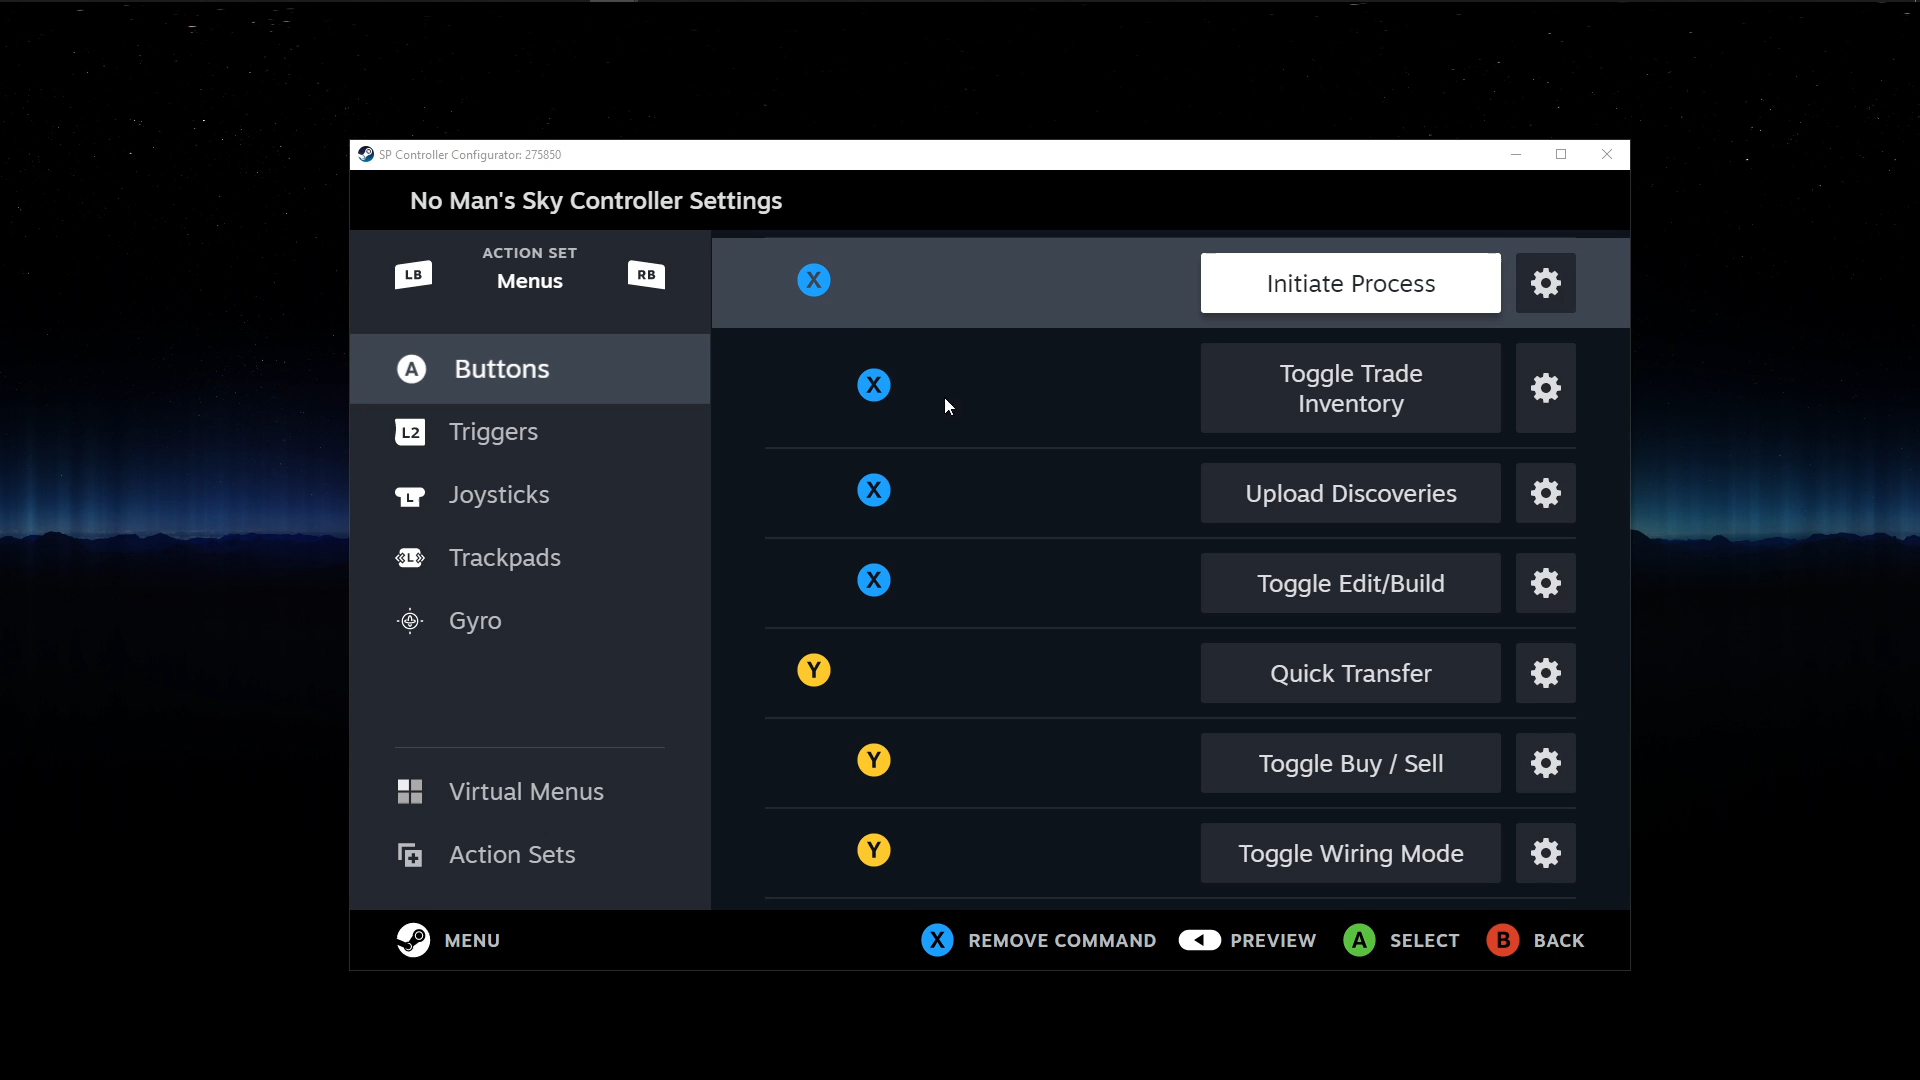 SP Controller Configurator: 275850
No Man's Sky Controller Settings
LB
ACTION SET
Menus
RB
A Buttons
L2 Triggers
L Joysticks
L Trackpads
Gyro
Virtual Menus
Action Sets
X Initiate Process
X Toggle Trade
Inventory
X Upload Discoveries
X Toggle Edit/Build
Y Quick Transfer
Y Toggle Buy / Sell
Y Toggle Wiring Mode
MENU
X REMOVE COMMAND
PREVIEW
A SELECT
B BACK